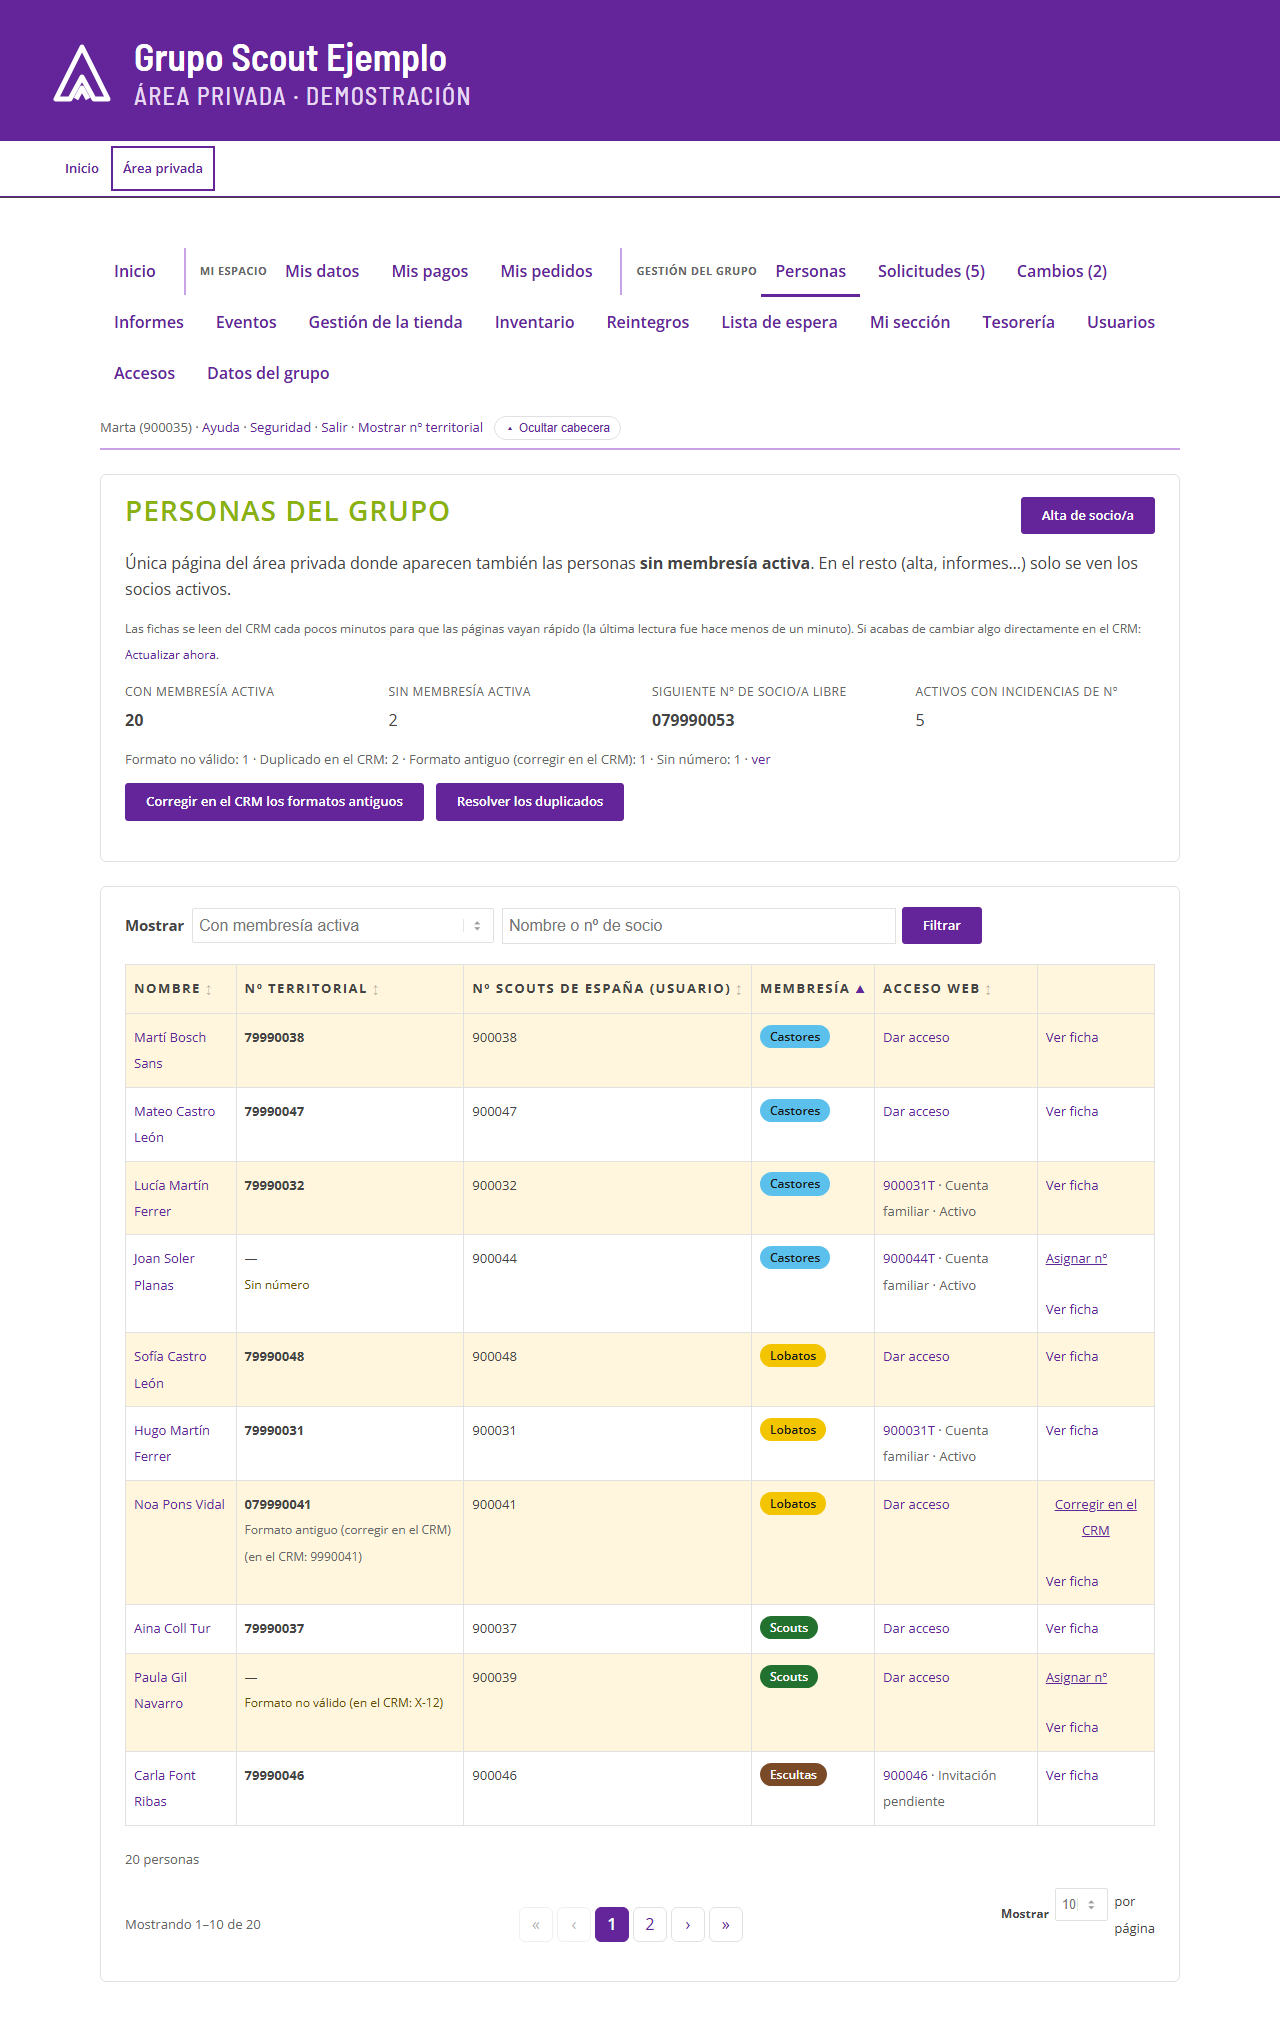 Grupo Scout Ejemplo
ÁREA PRIVADA · DEMOSTRACIÓN
Inicio Área privada
Inicio MI ESPACIO Mis datos Mis pagos Mis pedidos GESTIÓN DEL GRUPO Personas Solicitudes (5) Cambios (2)
Informes Eventos Gestión de la tienda Inventario Reintegros Lista de espera Mi sección Tesorería Usuarios
Accesos Datos del grupo
Marta (900035) · Ayuda · Seguridad · Salir · Mostrar nº territorial ▲ Ocultar cabecera
PERSONAS DEL GRUPO Alta de socio/a
Única página del área privada donde aparecen también las personas sin membresía activa. En el resto (alta, informes...) solo se ven los
socios activos.
Las fichas se leen del CRM cada pocos minutos para que las páginas vayan rápido (la última lectura fue hace menos de un minuto). Si acabas de cambiar algo directamente en el CRM:
Actualizar ahora.
CON MEMBRESÍA ACTIVA SIN MEMBRESÍA ACTIVA SIGUIENTE Nº DE SOCIO/A LIBRE ACTIVOS CON INCIDENCIAS DE Nº
20 2 079990053 5
Formato no válido: 1 · Duplicado en el CRM: 2 · Formato antiguo (corregir en el CRM): 1 · Sin número: 1 · ver
Corregir en el CRM los formatos antiguos Resolver los duplicados
Mostrar Con membresía activa Nombre o nº de socio Filtrar
NOMBRE ↕ Nº TERRITORIAL ↕ Nº SCOUTS DE ESPAÑA (USUARIO) ↕ MEMBRESÍA ▲ ACCESO WEB ↕
Martí Bosch 79990038 900038 Castores Dar acceso Ver ficha
Sans
Mateo Castro 79990047 900047 Castores Dar acceso Ver ficha
León
Lucía Martín 79990032 900032 Castores 900031T · Cuenta Ver ficha
Ferrer familiar · Activo
Joan Soler — 900044 Castores 900044T · Cuenta Asignar nº
Planas Sin número familiar · Activo
Ver ficha
Sofía Castro 79990048 900048 Lobatos Dar acceso Ver ficha
León
Hugo Martín 79990031 900031 Lobatos 900031T · Cuenta Ver ficha
Ferrer familiar · Activo
Noa Pons Vidal 079990041 900041 Lobatos Dar acceso Corregir en el
Formato antiguo (corregir en el CRM) CRM
(en el CRM: 9990041)
Ver ficha
Aina Coll Tur 79990037 900037 Scouts Dar acceso Ver ficha
Paula Gil — 900039 Scouts Dar acceso Asignar nº
Navarro Formato no válido (en el CRM: X-12)
Ver ficha
Carla Font 79990046 900046 Escultas 900046 · Invitación Ver ficha
Ribas pendiente
20 personas
Mostrando 1–10 de 20 « ‹ 1 2 › » Mostrar 10 por
página